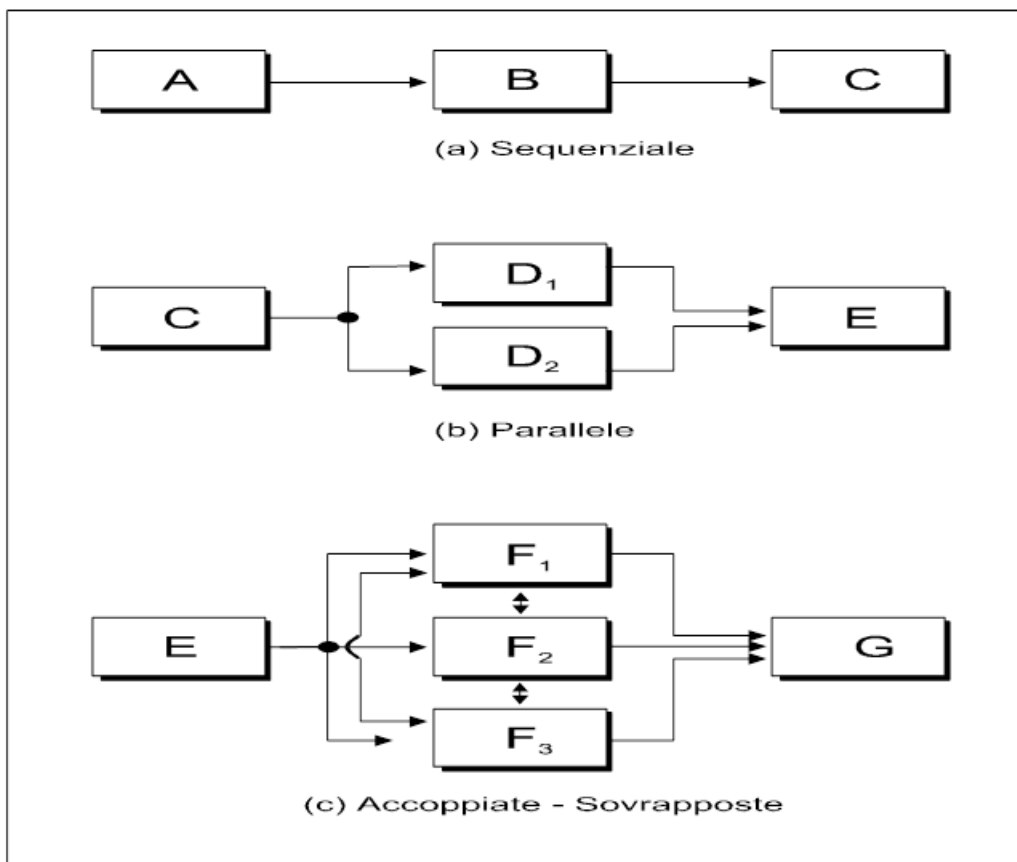 A B C
(a) Sequenziale
D₁
C E
D₂
(b) Parallele
F₁
E F₂ G
F₃
(c) Accoppiate - Sovrapposte